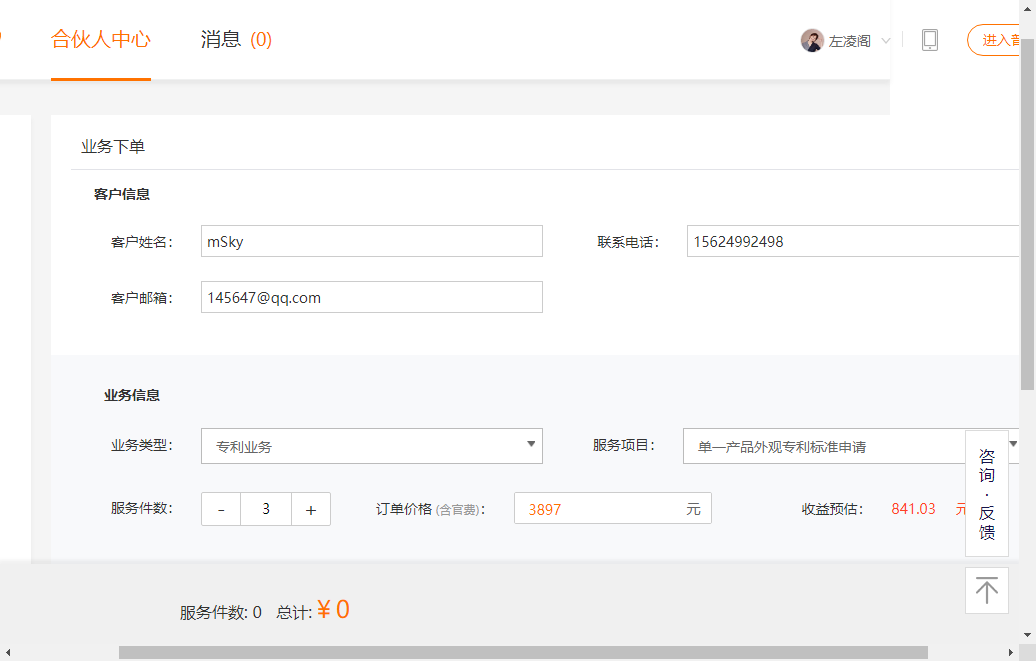 合伙人中心 消息 (0) 左凌阁
业务下单
客户信息
客户姓名: mSky 联系电话: 15624992498
客户邮箱: 145647@qq.com
业务信息
业务类型: 专利业务 服务项目: 单一产品外观专利标准申请
服务件数: - 3 + 订单价格 (含官费): 3897 元 收益预估: 841.03 元
咨询·反馈
服务件数: 0 总计: ¥ 0